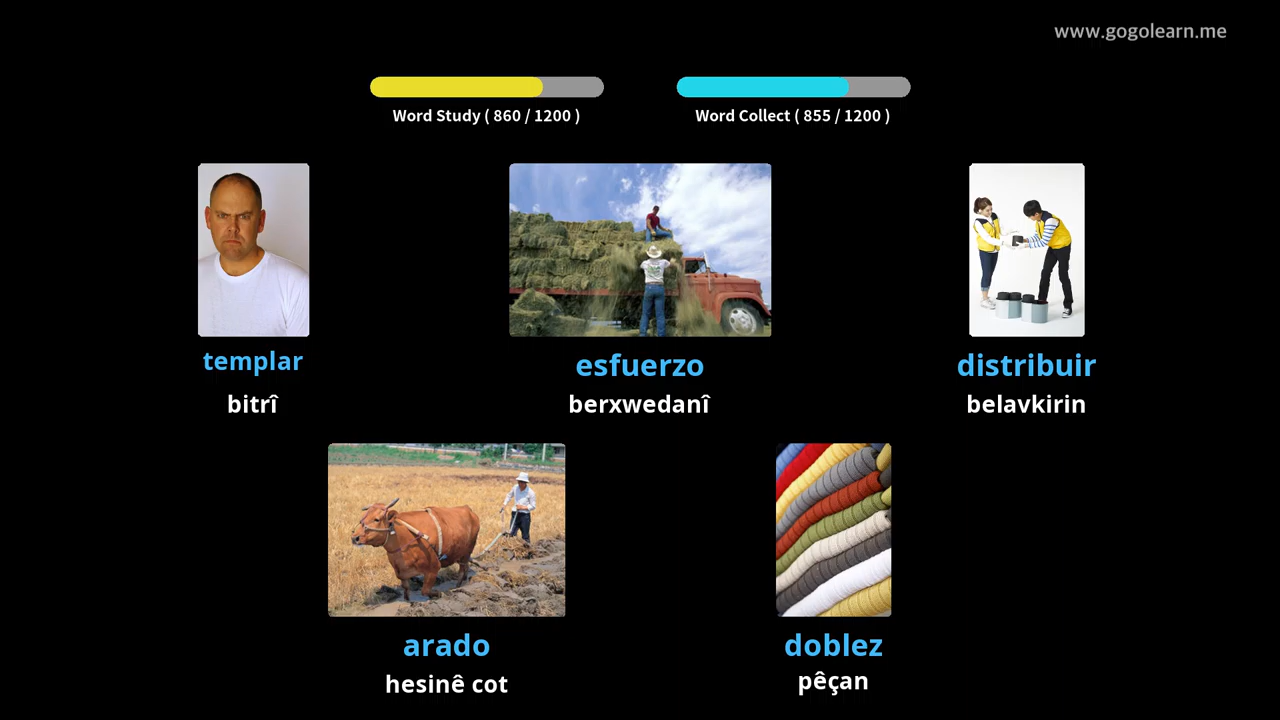 www.gogolearn.me
Word Study ( 860 / 1200 )
Word Collect ( 855 / 1200 )
templar
bitrî
esfuerzo
berxwedanî
distribuir
belavkirin
arado
hesinê cot
doblez
pêçan